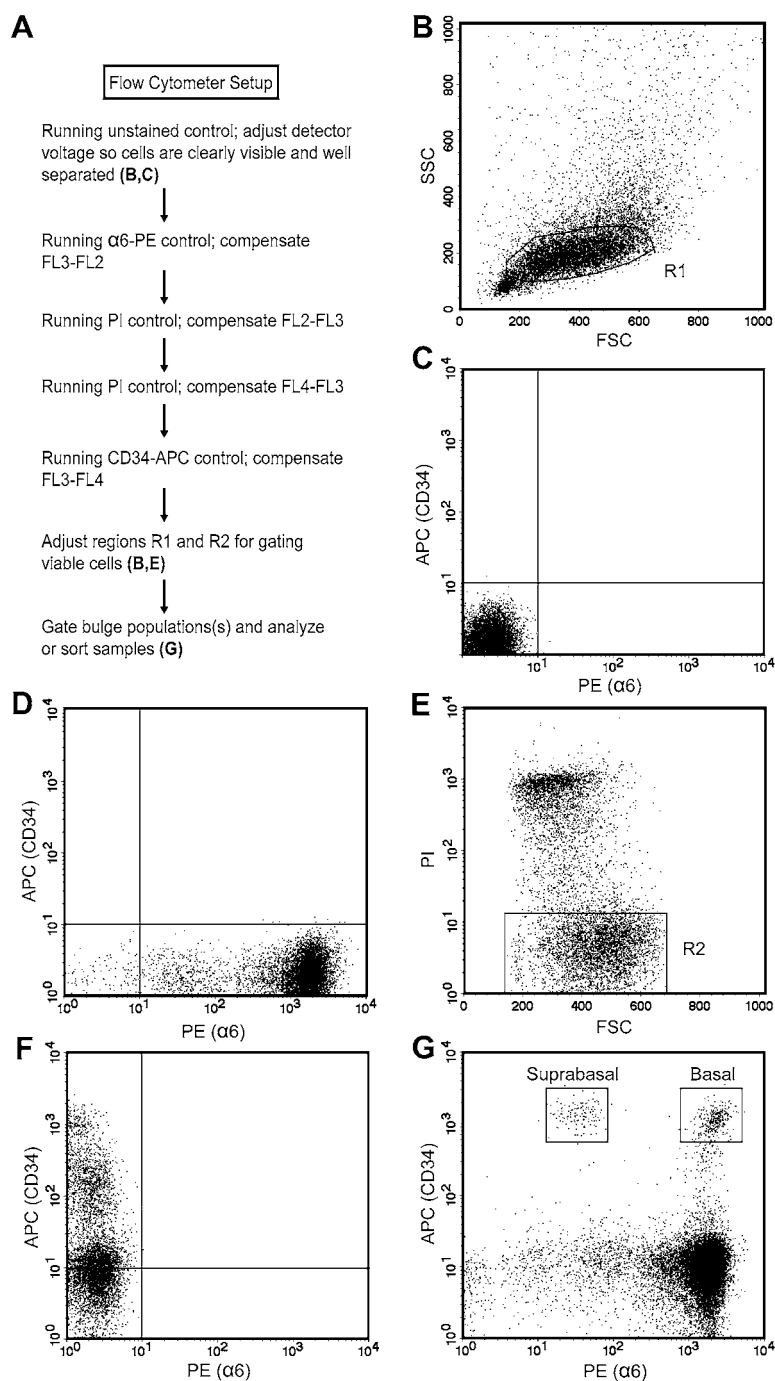 A
Flow Cytometer Setup
Running unstained control; adjust detector
voltage so cells are clearly visible and well
separated (B,C)
Running α6-PE control; compensate
FL3-FL2
Running PI control; compensate FL2-FL3
Running PI control; compensate FL4-FL3
Running CD34-APC control; compensate
FL3-FL4
Adjust regions R1 and R2 for gating
viable cells (B,E)
Gate bulge populations(s) and analyze
or sort samples (G)
B
SSC
1000
800
600
400
200
0
R1
0 200 400 600 800 1000
FSC
C
APC (CD34)
10⁴
10³
10²
10¹
10¹ 10² 10³ 10⁴
PE (α6)
D
APC (CD34)
10⁴
10³
10²
10¹
10⁰
10⁰ 10¹ 10² 10³ 10⁴
PE (α6)
E
PI
10⁴
10³
10²
10¹
10⁰
R2
0 200 400 600 800 1000
FSC
F
APC (CD34)
10⁴
10³
10²
10¹
10⁰
10⁰ 10¹ 10² 10³ 10⁴
PE (α6)
G
Suprabasal Basal
APC (CD34)
10⁴
10³
10²
10¹
10⁰
10⁰ 10¹ 10² 10³ 10⁴
PE (α6)